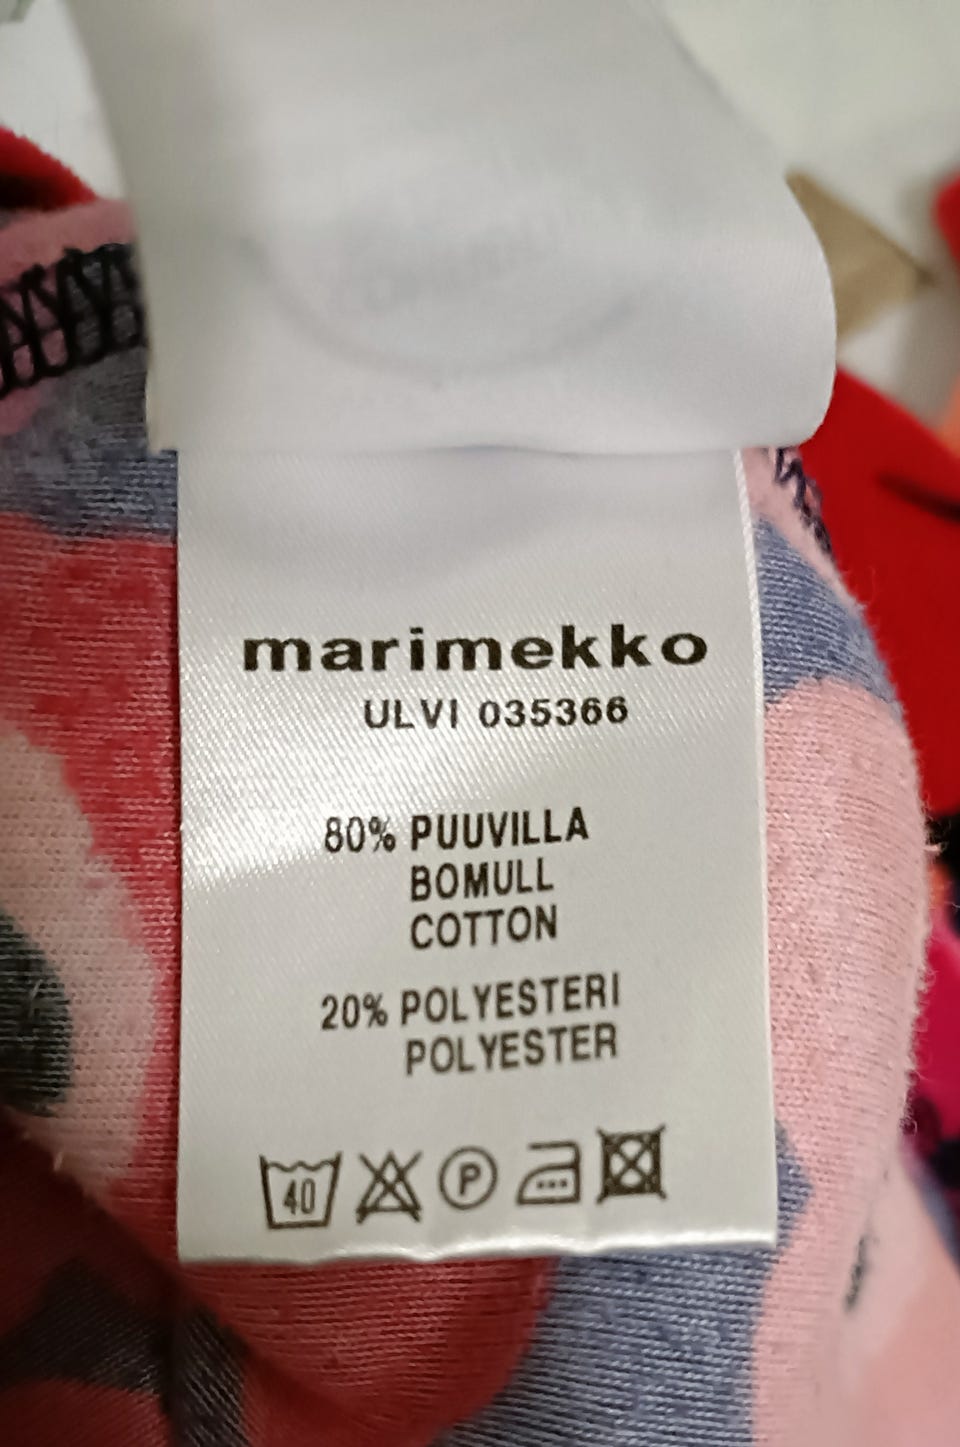 marimekko
ULVI 035366
80% PUUVILLA
BOMULL
COTTON
20% POLYESTERI
POLYESTER
40 P